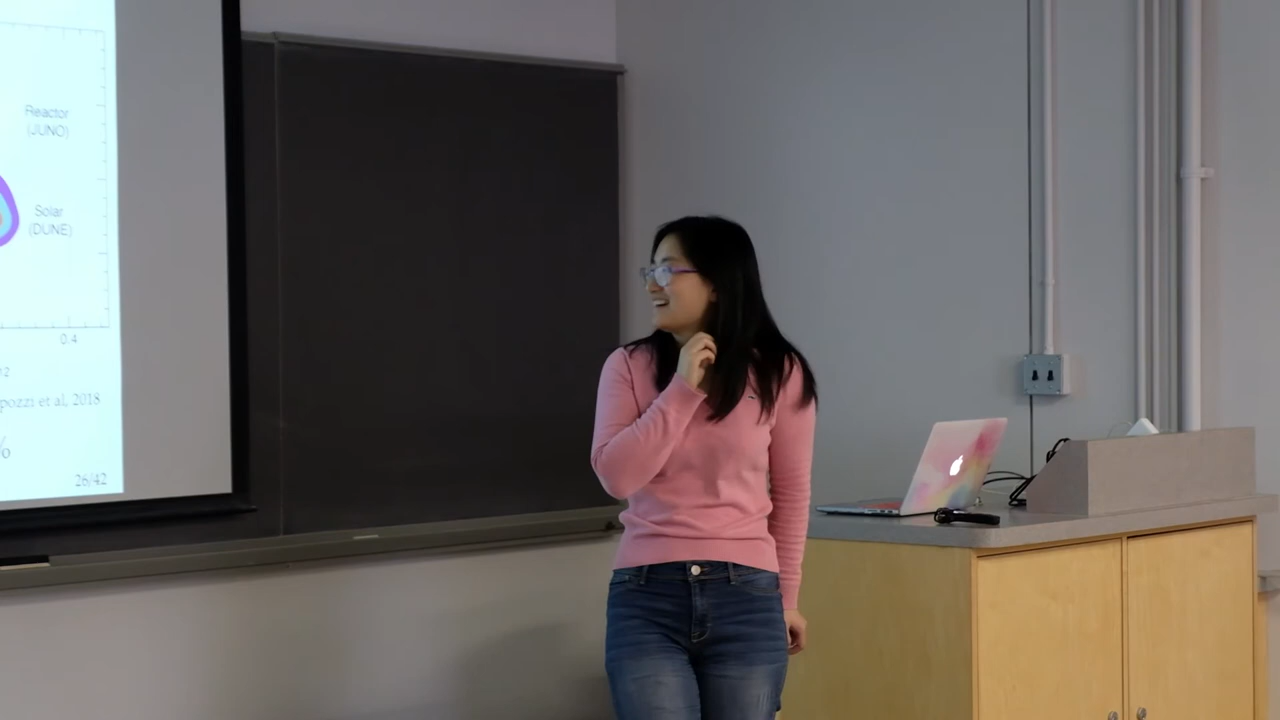 Reactor
(JUNO)
Solar
(DUNE)
0.4
pozzi et al, 2018
%
26/42